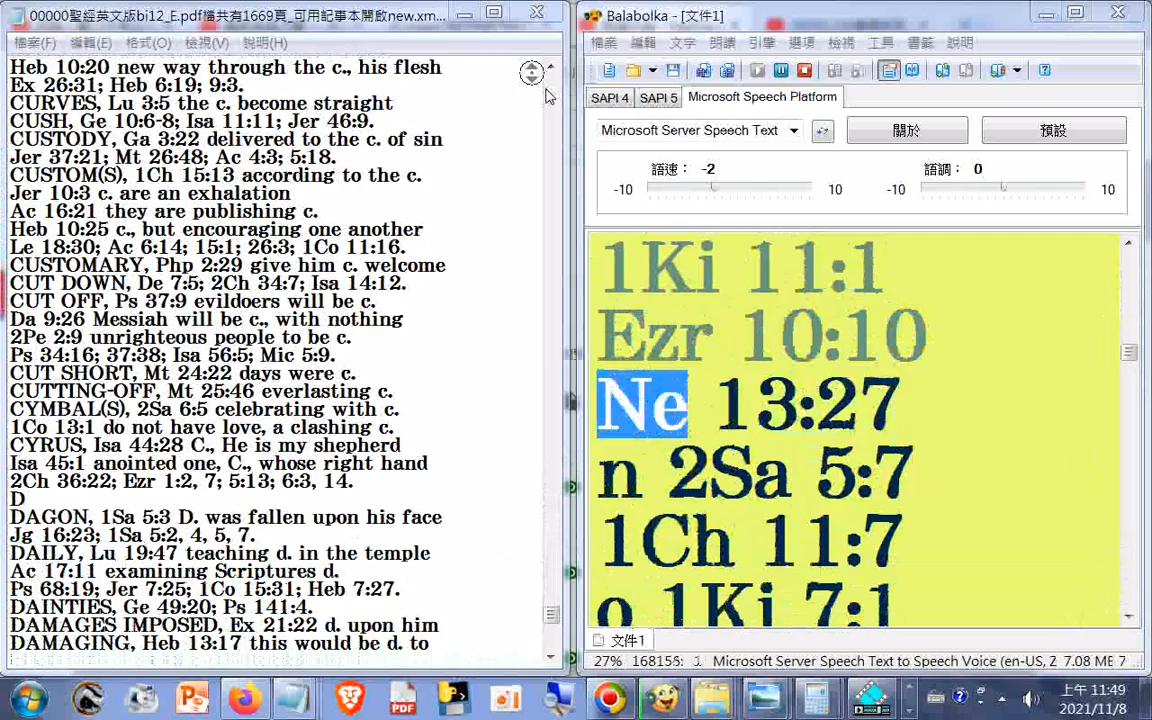 00000聖經英文版bi12_E.pdf檔共有1669頁_可用記事本開啟new.xm...
檔案(F) 編輯(E) 格式(O) 檢視(V) 說明(H)
Heb 10:20 new way through the c., his flesh
Ex 26:31; Heb 6:19; 9:3.
CURVES, Lu 3:5 the c. become straight
CUSH, Ge 10:6-8; Isa 11:11; Jer 46:9.
CUSTODY, Ga 3:22 delivered to the c. of sin
Jer 37:21; Mt 26:48; Ac 4:3; 5:18.
CUSTOM(S), 1Ch 15:13 according to the c.
Jer 10:3 c. are an exhalation
Ac 16:21 they are publishing c.
Heb 10:25 c., but encouraging one another
Le 18:30; Ac 6:14; 15:1; 26:3; 1Co 11:16.
CUSTOMARY, Php 2:29 give him c. welcome
CUT DOWN, De 7:5; 2Ch 34:7; Isa 14:12.
CUT OFF, Ps 37:9 evildoers will be c.
Da 9:26 Messiah will be c., with nothing
2Pe 2:9 unrighteous people to be c.
Ps 34:16; 37:38; Isa 56:5; Mic 5:9.
CUT SHORT, Mt 24:22 days were c.
CUTTING-OFF, Mt 25:46 everlasting c.
CYMBAL(S), 2Sa 6:5 celebrating with c.
1Co 13:1 do not have love, a clashing c.
CYRUS, Isa 44:28 C., He is my shepherd
Isa 45:1 anointed one, C., whose right hand
2Ch 36:22; Ezr 1:2, 7; 5:13; 6:3, 14.
D
DAGON, 1Sa 5:3 D. was fallen upon his face
Jg 16:23; 1Sa 5:2, 4, 5, 7.
DAILY, Lu 19:47 teaching d. in the temple
Ac 17:11 examining Scriptures d.
Ps 68:19; Jer 7:25; 1Co 15:31; Heb 7:27.
DAINTIES, Ge 49:20; Ps 141:4.
DAMAGES IMPOSED, Ex 21:22 d. upon him
DAMAGING, Heb 13:17 this would be d. to
Balabolka - [文件1]
檔案 編輯 文字 朗讀 引擎 選項 檢視 工具 書籤 說明
SAPI 4 SAPI 5 Microsoft Speech Platform
Microsoft Server Speech Text 關於 預設
語速： -2 語調： 0
-10 10 -10 10
1Ki 11:1
Ezr 10:10
Ne 13:27
n 2Sa 5:7
1Ch 11:7
o 1Ki 7:1
文件1
27% 168155: 1 Microsoft Server Speech Text to Speech Voice (en-US, 2 7.08 MB 7
PDF
上午 11:49
2021/11/8